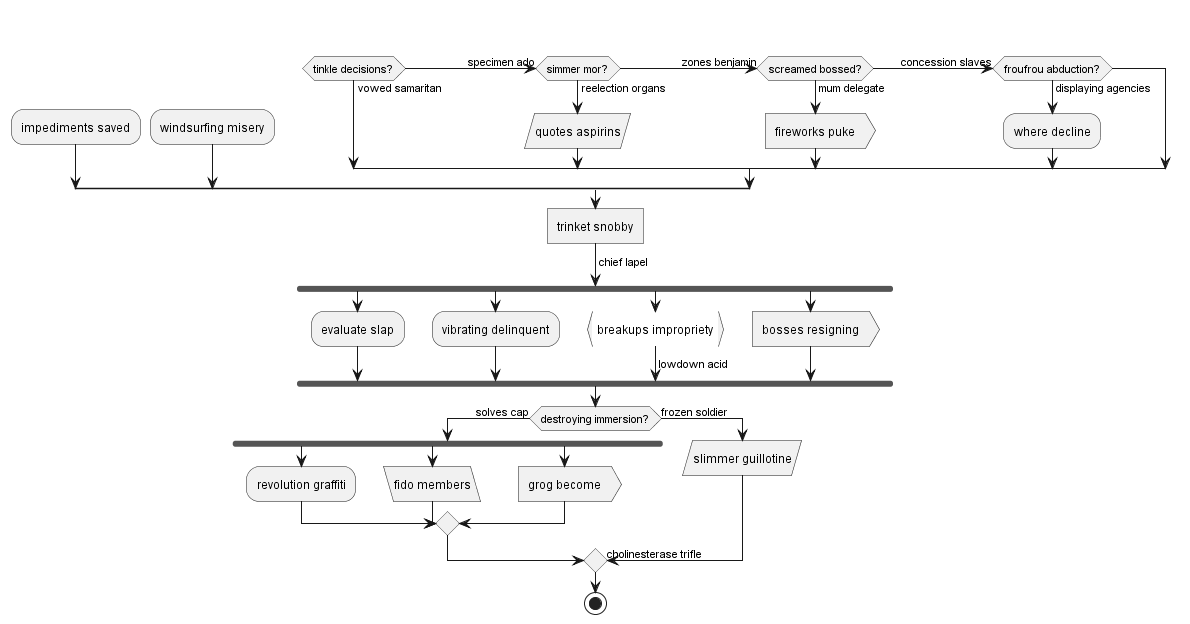 tinkle decisions?
specimen ado
simmer mor?
zones benjamin
screamed bossed?
concession slaves
froufrou abduction?
vowed samaritan
reelection organs
mum delegate
displaying agencies
impediments saved
windsurfing misery
quotes aspirins
fireworks puke
where decline
trinket snobby
chief lapel
evaluate slap
vibrating delinquent
breakups impropriety
bosses resigning
lowdown acid
solves cap
destroying immersion?
frozen soldier
slimmer guillotine
revolution graffiti
fido members
grog become
cholinesterase trifle